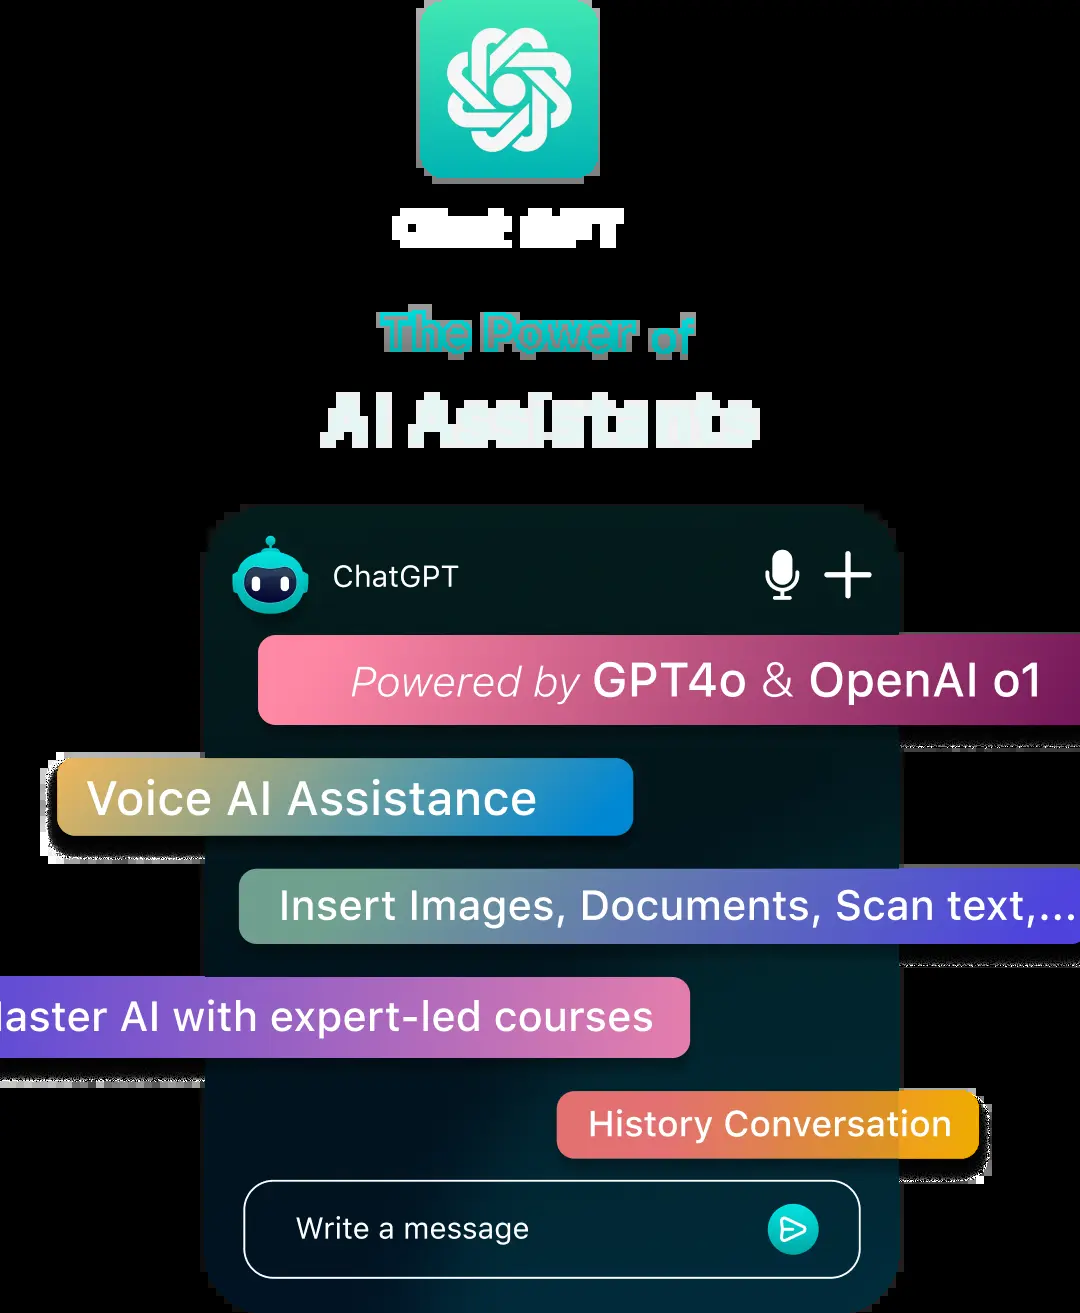 Chat GPT
The Power of
AI Assistants
ChatGPT
Powered by GPT4o & OpenAI o1
Voice AI Assistance
Insert Images, Documents, Scan text,...
aster AI with expert-led courses
History Conversation
Write a message